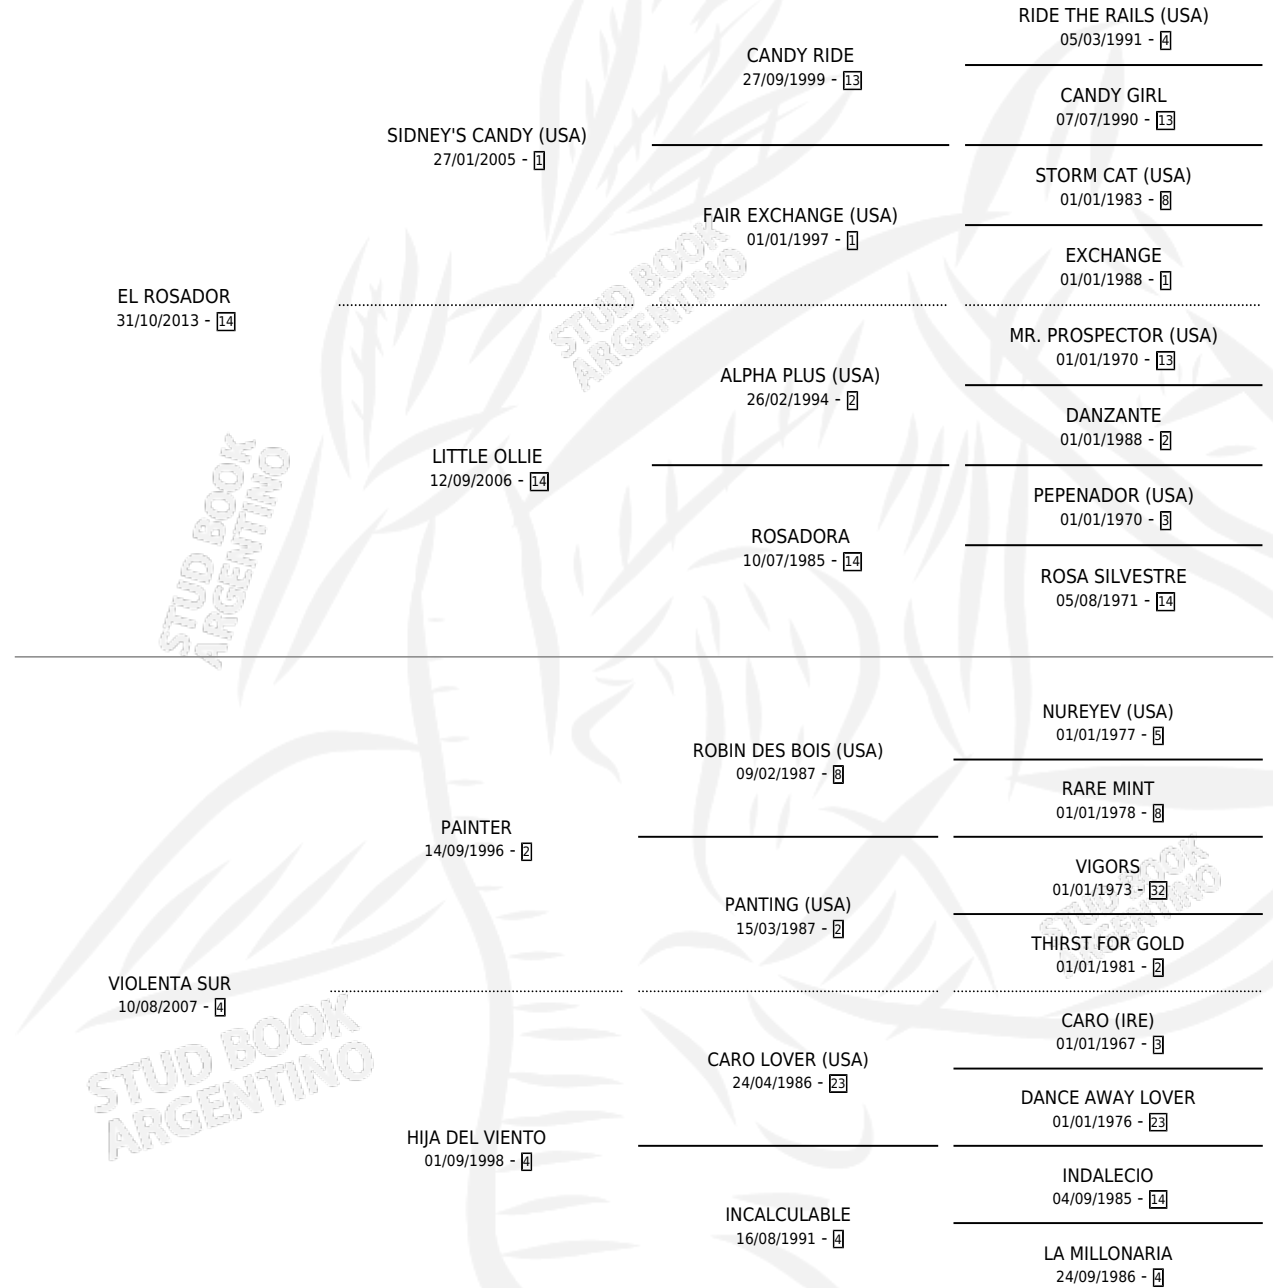 RIDE THE RAILS (USA)
05/03/1991 - 4
CANDY RIDE
27/09/1999 - 13
CANDY GIRL
07/07/1990 - 13
SIDNEY'S CANDY (USA)
27/01/2005 - 1
STORM CAT (USA)
01/01/1983 - 8
FAIR EXCHANGE (USA)
01/01/1997 - 1
EXCHANGE
01/01/1988 - 1
EL ROSADOR
31/10/2013 - 14
MR. PROSPECTOR (USA)
01/01/1970 - 13
ALPHA PLUS (USA)
26/02/1994 - 2
DANZANTE
01/01/1988 - 2
LITTLE OLLIE
12/09/2006 - 14
PEPENADOR (USA)
01/01/1970 - 3
ROSADORA
10/07/1985 - 14
ROSA SILVESTRE
05/08/1971 - 14
STUD BOOK
ARGENTINO
STUD BOOK
ARGENTINO
NUREYEV (USA)
01/01/1977 - 5
ROBIN DES BOIS (USA)
09/02/1987 - 8
RARE MINT
01/01/1978 - 8
PAINTER
14/09/1996 - 2
VIGORS
01/01/1973 - 32
PANTING (USA)
15/03/1987 - 2
THIRST FOR GOLD
01/01/1981 - 2
VIOLENTA SUR
10/08/2007 - 4
CARO (IRE)
01/01/1967 - 3
CARO LOVER (USA)
24/04/1986 - 23
DANCE AWAY LOVER
01/01/1976 - 23
HIJA DEL VIENTO
01/09/1998 - 4
INDALECIO
04/09/1985 - 14
INCALCULABLE
16/08/1991 - 4
LA MILLONARIA
24/09/1986 - 4
STUD BOOK
ARGENTINO
STUD BOOK
ARGENTINO